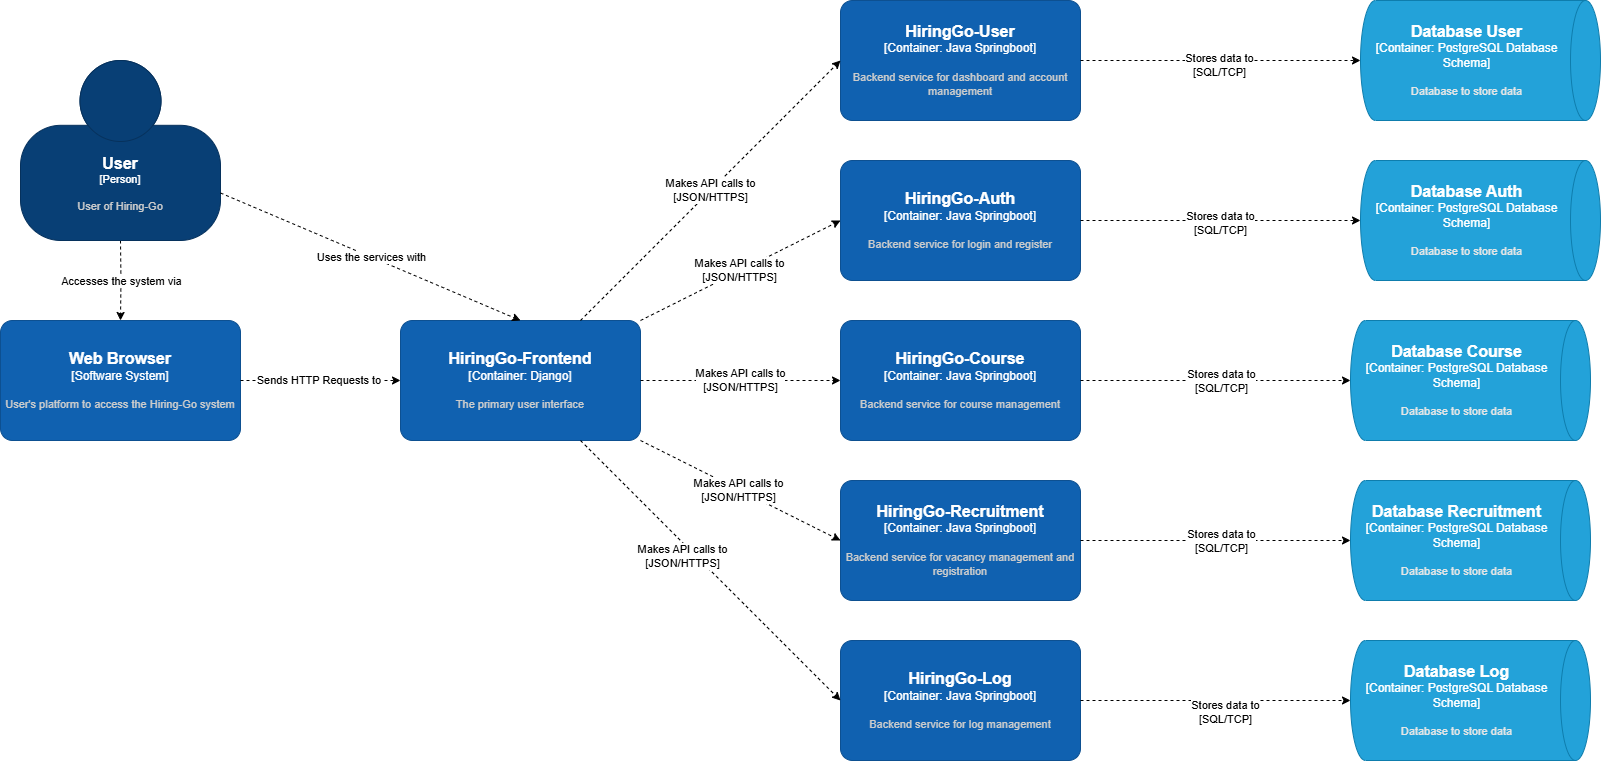 User
[Person]
User of Hiring-Go
Accesses the system via
Uses the services with
Web Browser
[Software System]
User's platform to access the Hiring-Go system
Sends HTTP Requests to
HiringGo-Frontend
[Container: Django]
The primary user interface
Makes API calls to
[JSON/HTTPS]
Makes API calls to
[JSON/HTTPS]
Makes API calls to
[JSON/HTTPS]
Makes API calls to
[JSON/HTTPS]
Makes API calls to
[JSON/HTTPS]
HiringGo-User
[Container: Java Springboot]
Backend service for dashboard and account
management
Stores data to
[SQL/TCP]
Database User
[Container: PostgreSQL Database
Schema]
Database to store data
HiringGo-Auth
[Container: Java Springboot]
Backend service for login and register
Stores data to
[SQL/TCP]
Database Auth
[Container: PostgreSQL Database
Schema]
Database to store data
HiringGo-Course
[Container: Java Springboot]
Backend service for course management
Stores data to
[SQL/TCP]
Database Course
[Container: PostgreSQL Database
Schema]
Database to store data
HiringGo-Recruitment
[Container: Java Springboot]
Backend service for vacancy management and
registration
Stores data to
[SQL/TCP]
Database Recruitment
[Container: PostgreSQL Database
Schema]
Database to store data
HiringGo-Log
[Container: Java Springboot]
Backend service for log management
Stores data to
[SQL/TCP]
Database Log
[Container: PostgreSQL Database
Schema]
Database to store data